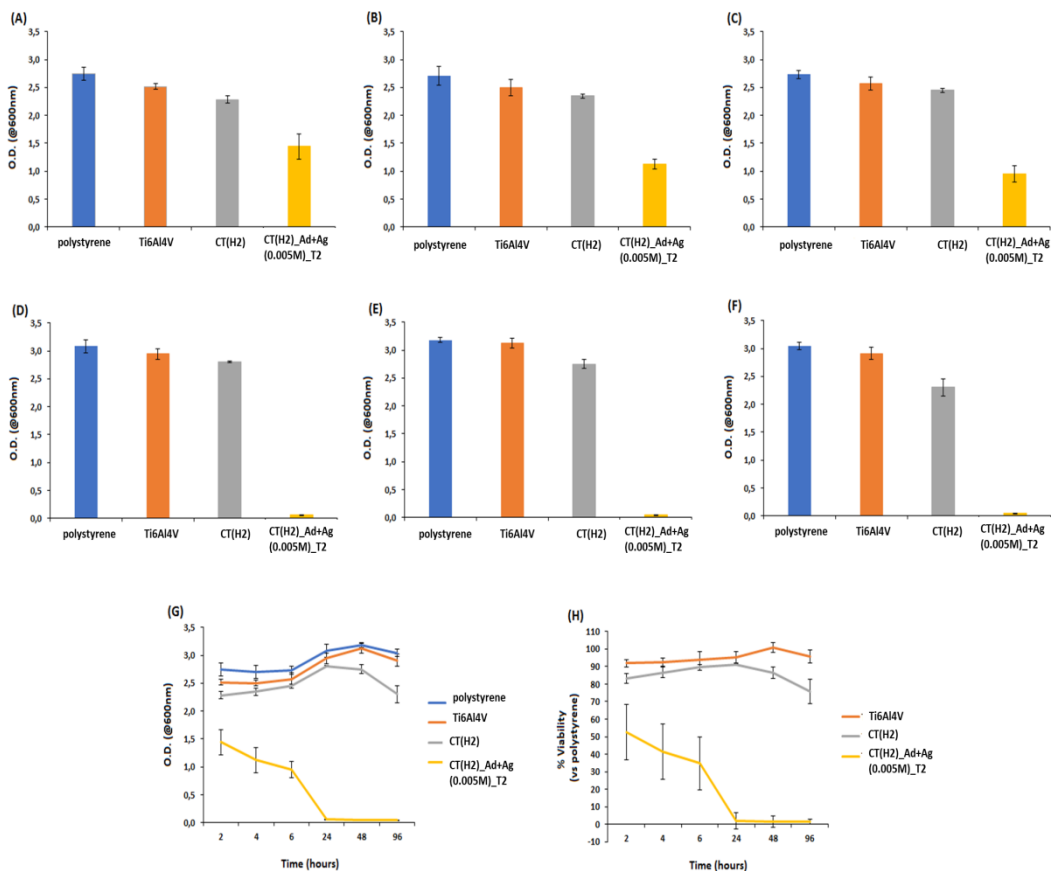 (A)
3,5
3,0
2,5
2,0
1,5
1,0
0,5
0,0
O.D. (@600nm)
polystyrene
Ti6Al4V
CT(H2)
CT(H2)_Ad+Ag
(0.005M)_T2
(B)
3,5
3,0
2,5
2,0
1,5
1,0
0,5
0,0
O.D. (@600nm)
polystyrene
Ti6Al4V
CT(H2)
CT(H2)_Ad+Ag
(0.005M)_T2
(C)
3,5
3,0
2,5
2,0
1,5
1,0
0,5
0,0
O.D. (@600nm)
polystyrene
Ti6Al4V
CT(H2)
CT(H2)_Ad+Ag
(0.005M)_T2
(D)
3,5
3,0
2,5
2,0
1,5
1,0
0,5
0,0
O.D. (@600nm)
polystyrene
Ti6Al4V
CT(H2)
CT(H2)_Ad+Ag
(0.005M)_T2
(E)
3,5
3,0
2,5
2,0
1,5
1,0
0,5
0,0
O.D. (@600nm)
polystyrene
Ti6Al4V
CT(H2)
CT(H2)_Ad+Ag
(0.005M)_T2
(F)
3,5
3,0
2,5
2,0
1,5
1,0
0,5
0,0
O.D. (@600nm)
polystyrene
Ti6Al4V
CT(H2)
CT(H2)_Ad+Ag
(0.005M)_T2
(G)
3,5
3,0
2,5
2,0
1,5
1,0
0,5
0,0
O.D. (@600nm)
2 4 6 24 48 96
Time (hours)
polystyrene
Ti6Al4V
CT(H2)
CT(H2)_Ad+Ag
(0.005M)_T2
(H)
110
100
90
80
70
60
50
40
30
20
10
0
-10
% Viability
(vs polystyrene)
2 4 6 24 48 96
Time (hours)
Ti6Al4V
CT(H2)
CT(H2)_Ad+Ag
(0.005M)_T2